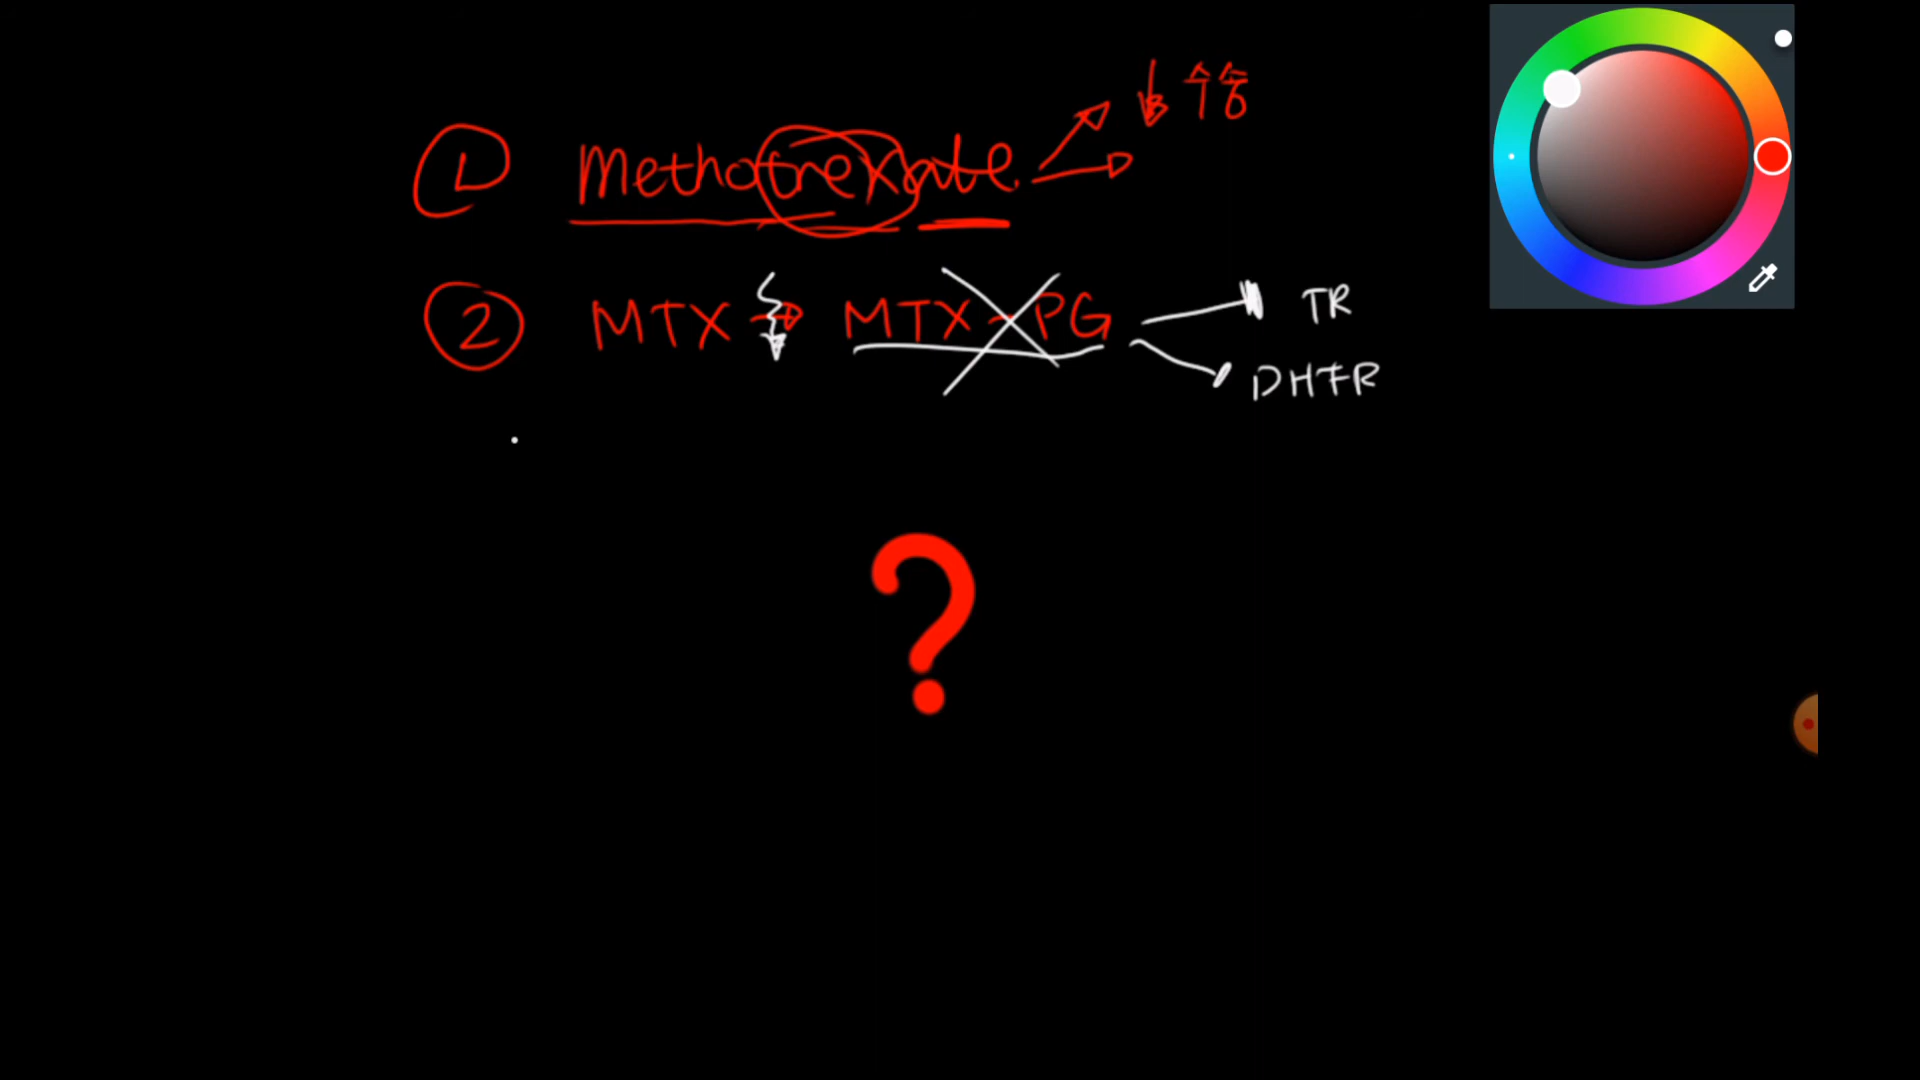 1 Methotrexate.
2 MTX → MTX-PG
TR
DHFR
?